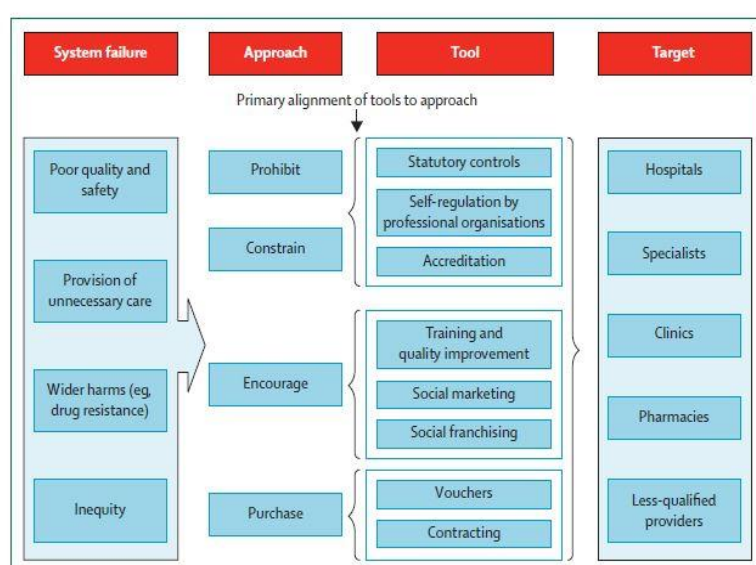 System failure
Approach
Tool
Target
Primary alignment of tools to approach
Poor quality and
safety
Provision of
unnecessary care
Wider harms (eg,
drug resistance)
Inequity
Prohibit
Constrain
Encourage
Purchase
Statutory controls
Self-regulation by
professional organisations
Accreditation
Training and
quality improvement
Social marketing
Social franchising
Vouchers
Contracting
Hospitals
Specialists
Clinics
Pharmacies
Less-qualified
providers